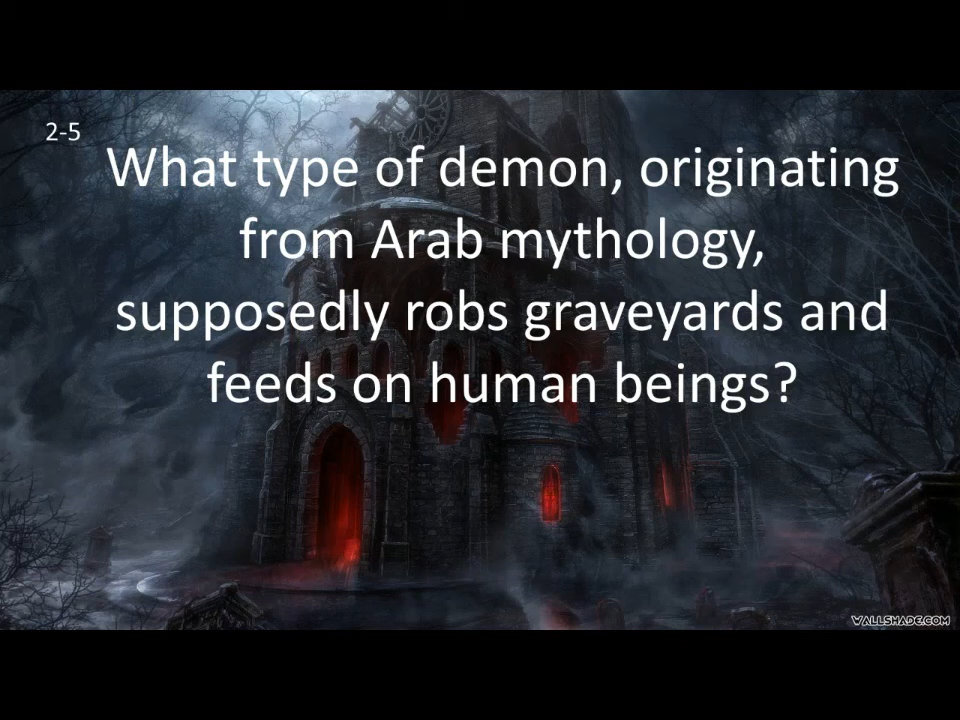 2-5
What type of demon, originating
from Arab mythology,
supposedly robs graveyards and
feeds on human beings?
WALLSHADE.COM